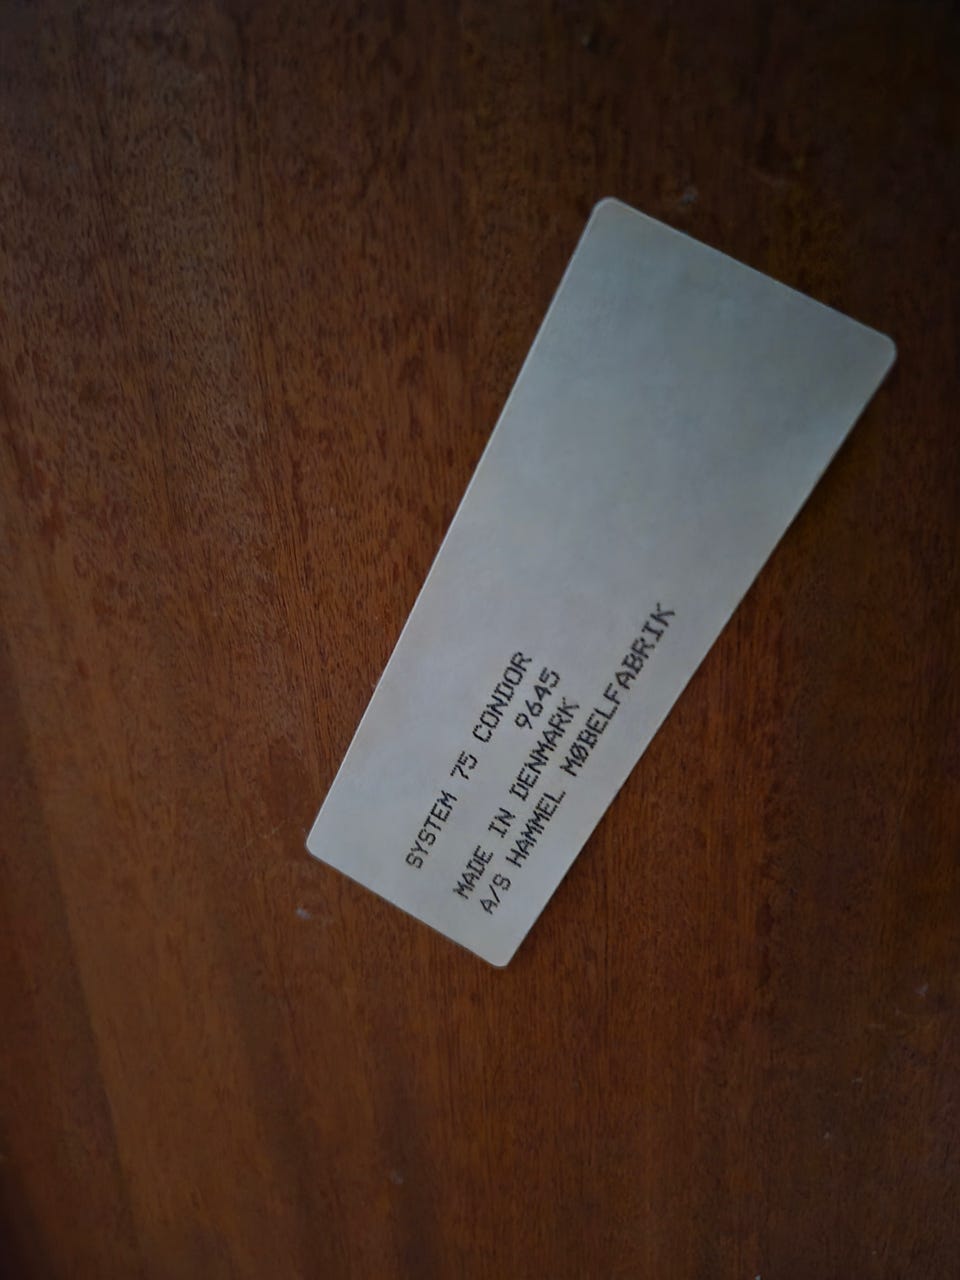 SYSTEM 75 CONDOR
9645
MADE IN DENMARK
A/S HAMMEL MØBELFABRIK